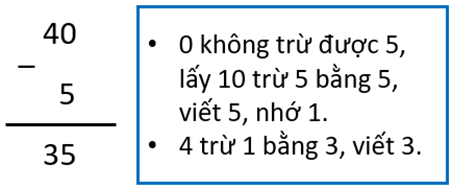 40
–
5
35
• 0 không trừ được 5,
lấy 10 trừ 5 bằng 5,
viết 5, nhớ 1.
• 4 trừ 1 bằng 3, viết 3.